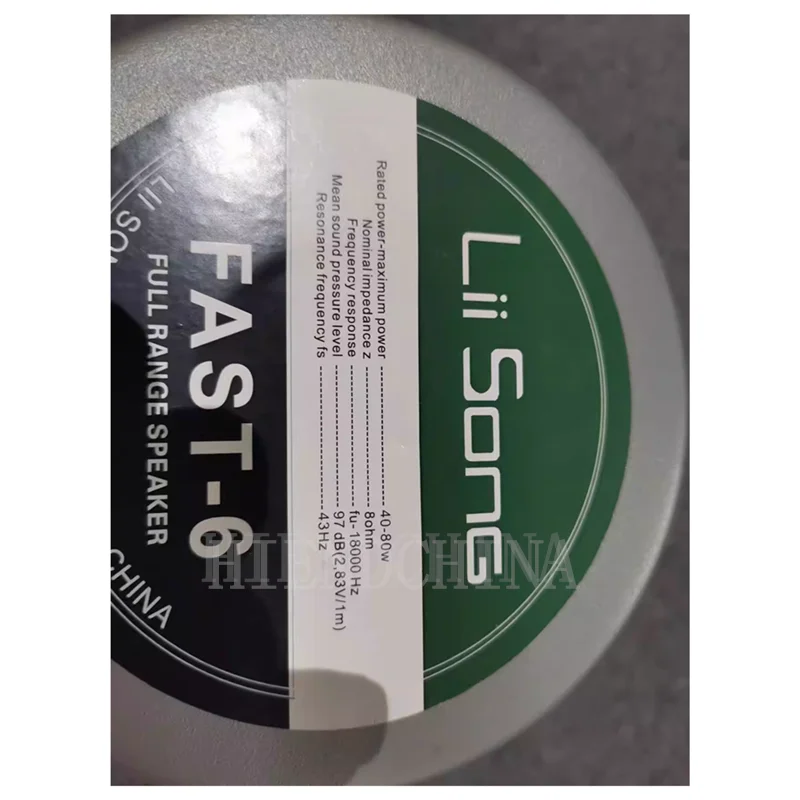 Lii Song
Rated power-maximum power----------40-80w
Nominal impedance z----------8ohm
Frequency response----------fu-18000 Hz
Mean sound pressure level----------97 dB(2,83V/1m)
Resonance frequency fs----------43Hz
FAST-6
FULL RANGE SPEAKER
CHINA
HIENDCHINA